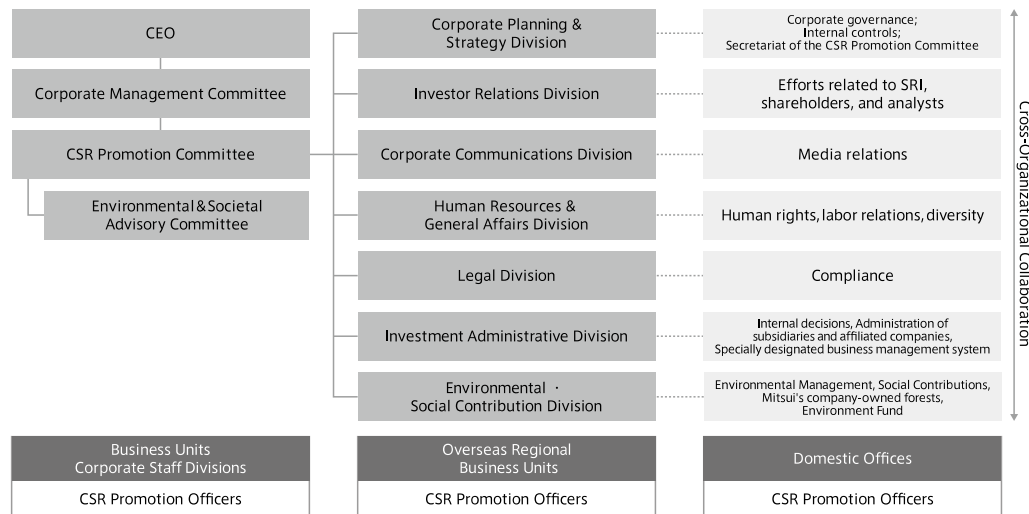 CEO
Corporate Management Committee
CSR Promotion Committee
Environmental & Societal
Advisory Committee
Corporate Planning &
Strategy Division
Investor Relations Division
Corporate Communications Division
Human Resources &
General Affairs Division
Legal Division
Investment Administrative Division
Environmental ・
Social Contribution Division
Corporate governance;
Internal controls;
Secretariat of the CSR Promotion Committee
Efforts related to SRI,
shareholders, and analysts
Media relations
Human rights, labor relations, diversity
Compliance
Internal decisions, Administration of
subsidiaries and affiliated companies,
Specially designated business management system
Environmental Management, Social Contributions,
Mitsui's company-owned forests,
Environment Fund
Cross-Organizational Collaboration
Business Units
Corporate Staff Divisions
CSR Promotion Officers
Overseas Regional
Business Units
CSR Promotion Officers
Domestic Offices
CSR Promotion Officers